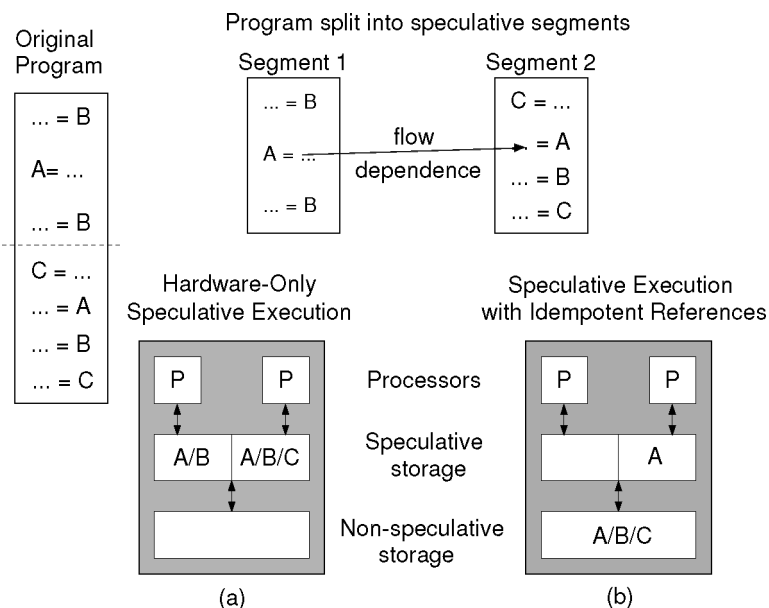 Program split into speculative segments
Original
Program
... = B
A= ...
... = B
C = ...
... = A
... = B
... = C
Segment 1
... = B
A = ...
... = B
flow
dependence
Segment 2
C = ...
. = A
... = B
... = C
Hardware-Only
Speculative Execution
P
P
A/B
A/B/C
(a)
Processors
Speculative
storage
Non-speculative
storage
Speculative Execution
with Idempotent References
P
P
A
A/B/C
(b)